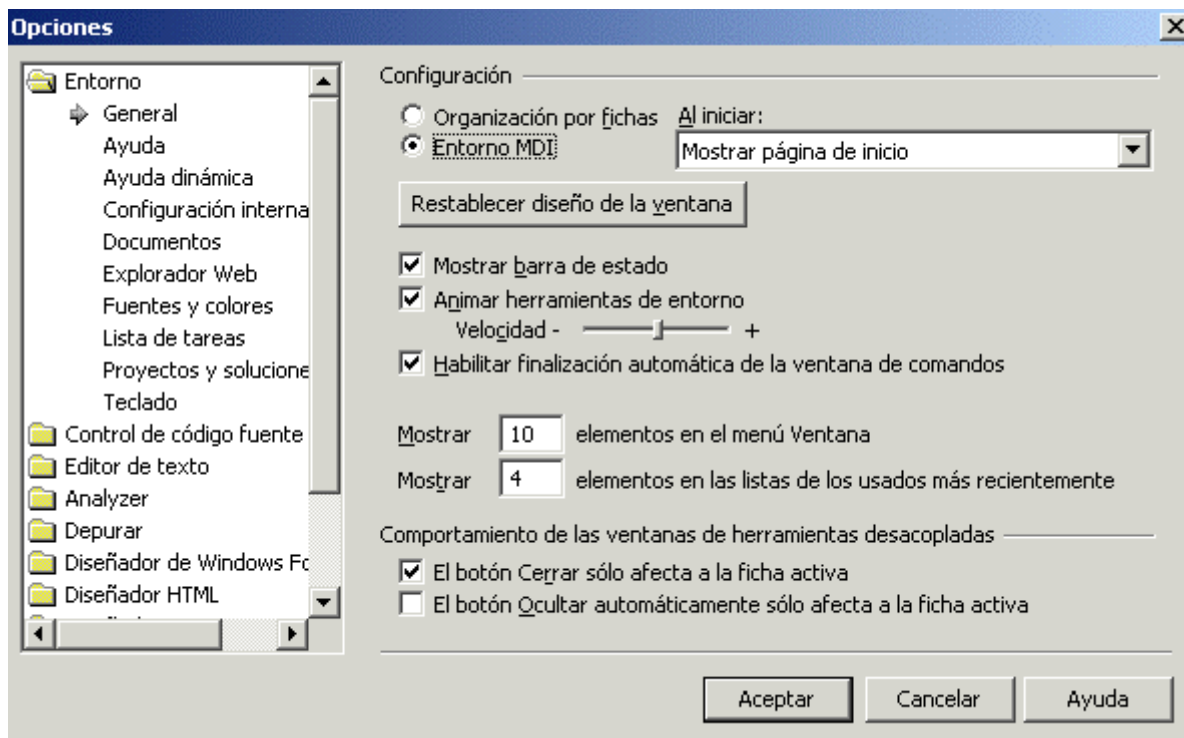 Opciones
Entorno
General
Ayuda
Ayuda dinámica
Configuración interna
Documentos
Explorador Web
Fuentes y colores
Lista de tareas
Proyectos y solucione
Teclado
Control de código fuente
Editor de texto
Analyzer
Depurar
Diseñador de Windows Fo
Diseñador HTML
Configuración
Organización por fichas
Al iniciar:
Entorno MDI
Mostrar página de inicio
Restablecer diseño de la ventana
Mostrar barra de estado
Animar herramientas de entorno
Velocidad - +
Habilitar finalización automática de la ventana de comandos
Mostrar 10 elementos en el menú Ventana
Mostrar 4 elementos en las listas de los usados más recientemente
Comportamiento de las ventanas de herramientas desacopladas
El botón Cerrar sólo afecta a la ficha activa
El botón Ocultar automáticamente sólo afecta a la ficha activa
Aceptar Cancelar Ayuda